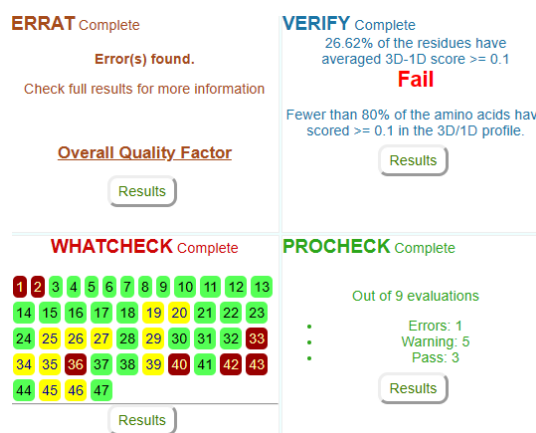 ERRAT Complete
Error(s) found.
Check full results for more information
Overall Quality Factor
Results
VERIFY Complete
26.62% of the residues have
averaged 3D-1D score >= 0.1
Fail
Fewer than 80% of the amino acids hav
scored >= 0.1 in the 3D/1D profile.
Results
WHATCHECK Complete
1 2 3 4 5 6 7 8 9 10 11 12 13
14 15 16 17 18 19 20 21 22 23
24 25 26 27 28 29 30 31 32 33
34 35 36 37 38 39 40 41 42 43
44 45 46 47
Results
PROCHECK Complete
Out of 9 evaluations
Errors: 1
Warning: 5
Pass: 3
Results